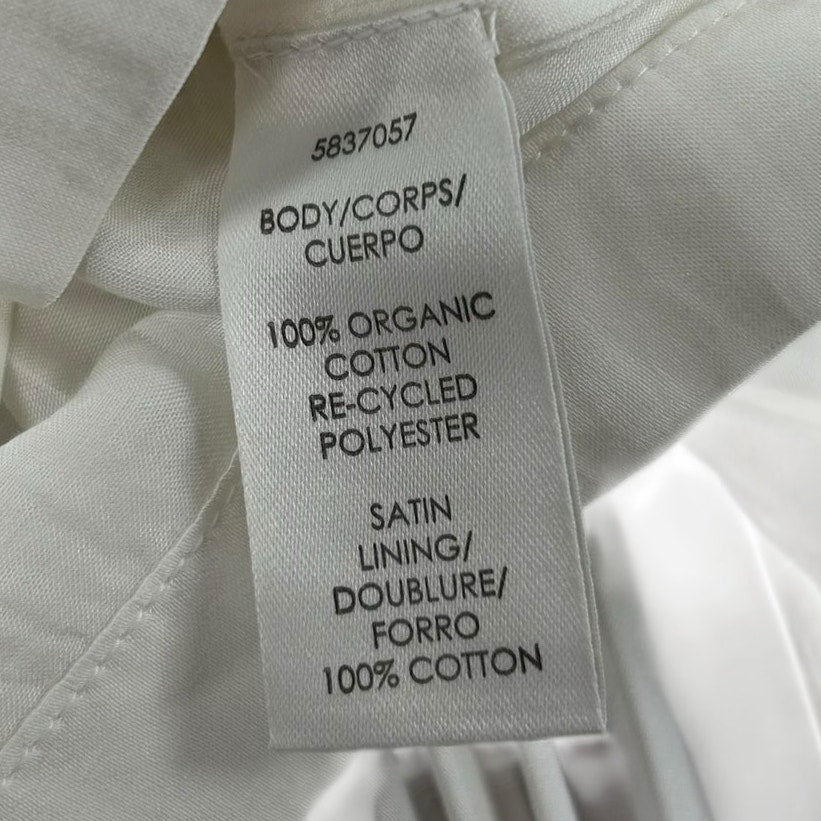 5837057
BODY/CORPS/
CUERPO
100% ORGANIC
COTTON
RE-CYCLED
POLYESTER
SATIN
LINING/
DOUBLURE/
FORRO
100% COTTON